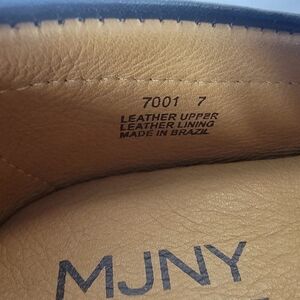 7001 7
LEATHER UPPER
LEATHER LINING
MADE IN BRAZIL
MJNY